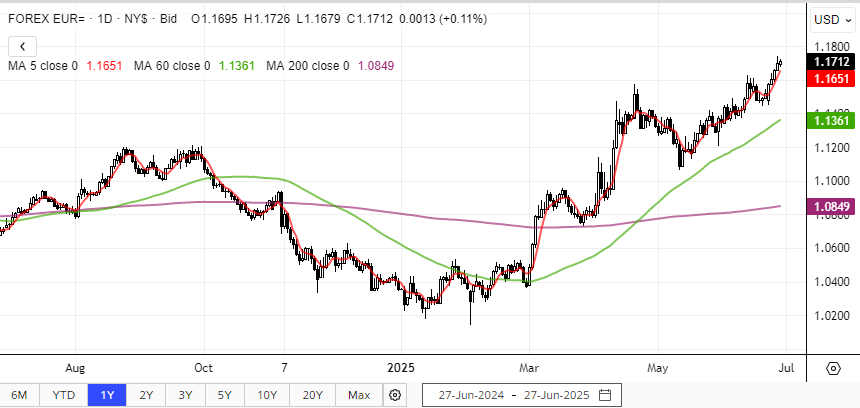 FOREX EUR= · 1D · NY$ · Bid O1.1695 H1.1726 L1.1679 C1.1712 0.0013 (+0.11%)
USD
MA 5 close 0 1.1651 MA 60 close 0 1.1361 MA 200 close 0 1.0849
1.1800
1.1712
1.1651
1.1361
1.1200
1.1000
1.0849
1.0600
1.0400
1.0200
Aug Oct 7 2025 Mar May Jul
6M YTD 1Y 2Y 3Y 5Y 10Y 20Y Max 27-Jun-2024 - 27-Jun-2025